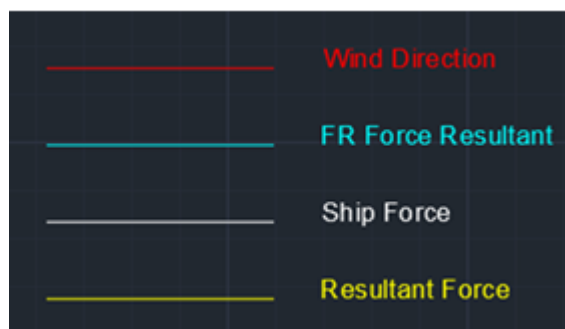 Wind Direction
FR Force Resultant
Ship Force
Resultant Force